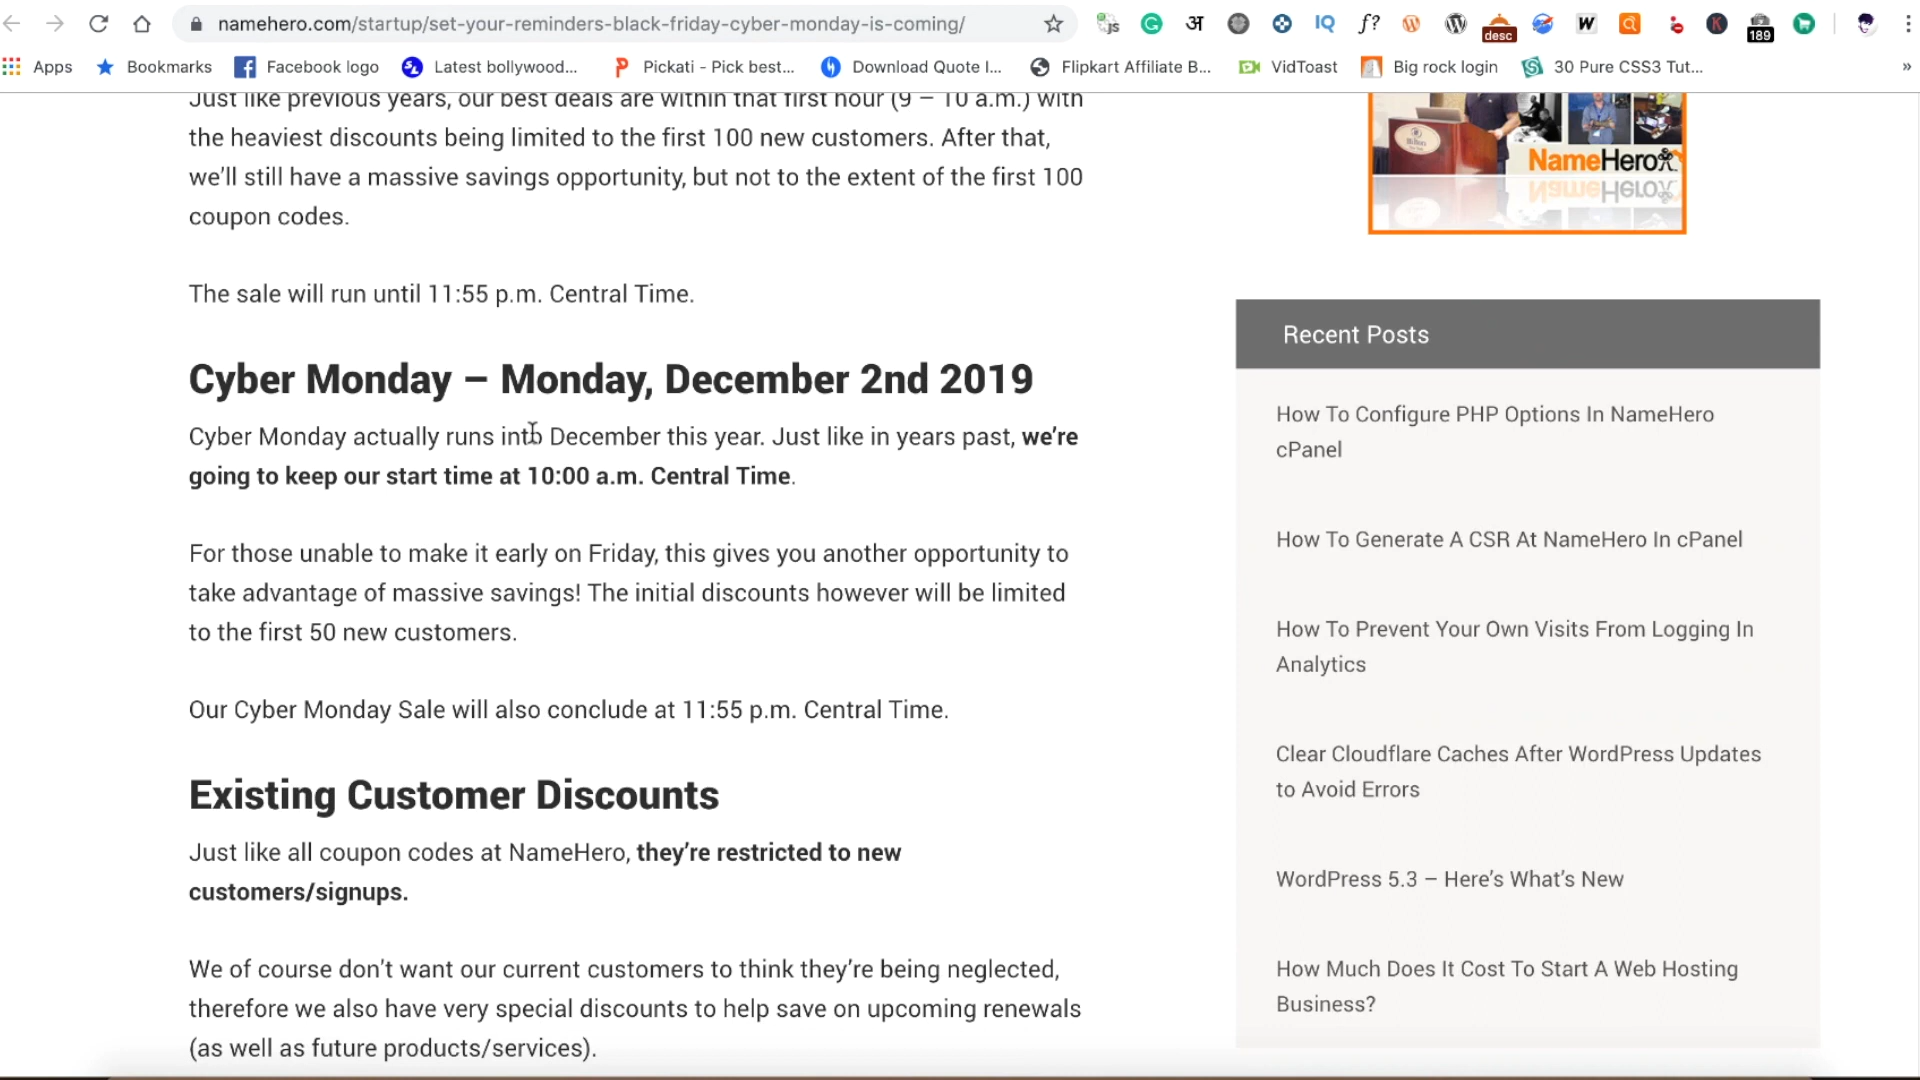 namehero.com/startup/set-your-reminders-black-friday-cyber-monday-is-coming/
JS
अ
IQ
f?
desc
W
K
189
Apps
Bookmarks
Facebook logo
Latest bollywood...
Pickati - Pick best...
Download Quote I...
Flipkart Affiliate B...
VidToast
Big rock login
30 Pure CSS3 Tut...
»
Just like previous years, our best deals are within that first hour (9 – 10 a.m.) with
the heaviest discounts being limited to the first 100 new customers. After that,
we’ll still have a massive savings opportunity, but not to the extent of the first 100
coupon codes.
The sale will run until 11:55 p.m. Central Time.
Cyber Monday – Monday, December 2nd 2019
Cyber Monday actually runs into December this year. Just like in years past, we’re
going to keep our start time at 10:00 a.m. Central Time.
For those unable to make it early on Friday, this gives you another opportunity to
take advantage of massive savings! The initial discounts however will be limited
to the first 50 new customers.
Our Cyber Monday Sale will also conclude at 11:55 p.m. Central Time.
Existing Customer Discounts
Just like all coupon codes at NameHero, they’re restricted to new
customers/signups.
We of course don’t want our current customers to think they’re being neglected,
therefore we also have very special discounts to help save on upcoming renewals
(as well as future products/services).
Hilton
NameHero
Recent Posts
How To Configure PHP Options In NameHero
cPanel
How To Generate A CSR At NameHero In cPanel
How To Prevent Your Own Visits From Logging In
Analytics
Clear Cloudflare Caches After WordPress Updates
to Avoid Errors
WordPress 5.3 – Here’s What’s New
How Much Does It Cost To Start A Web Hosting
Business?